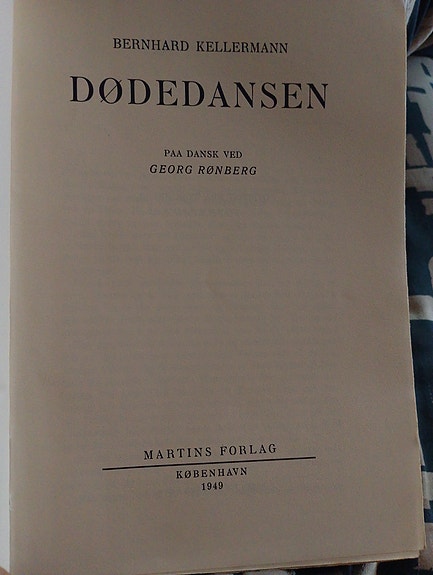 BERNHARD KELLERMANN
DØDEDANSEN
PAA DANSK VED
GEORG RØNBERG
MARTINS FORLAG
KØBENHAVN
1949